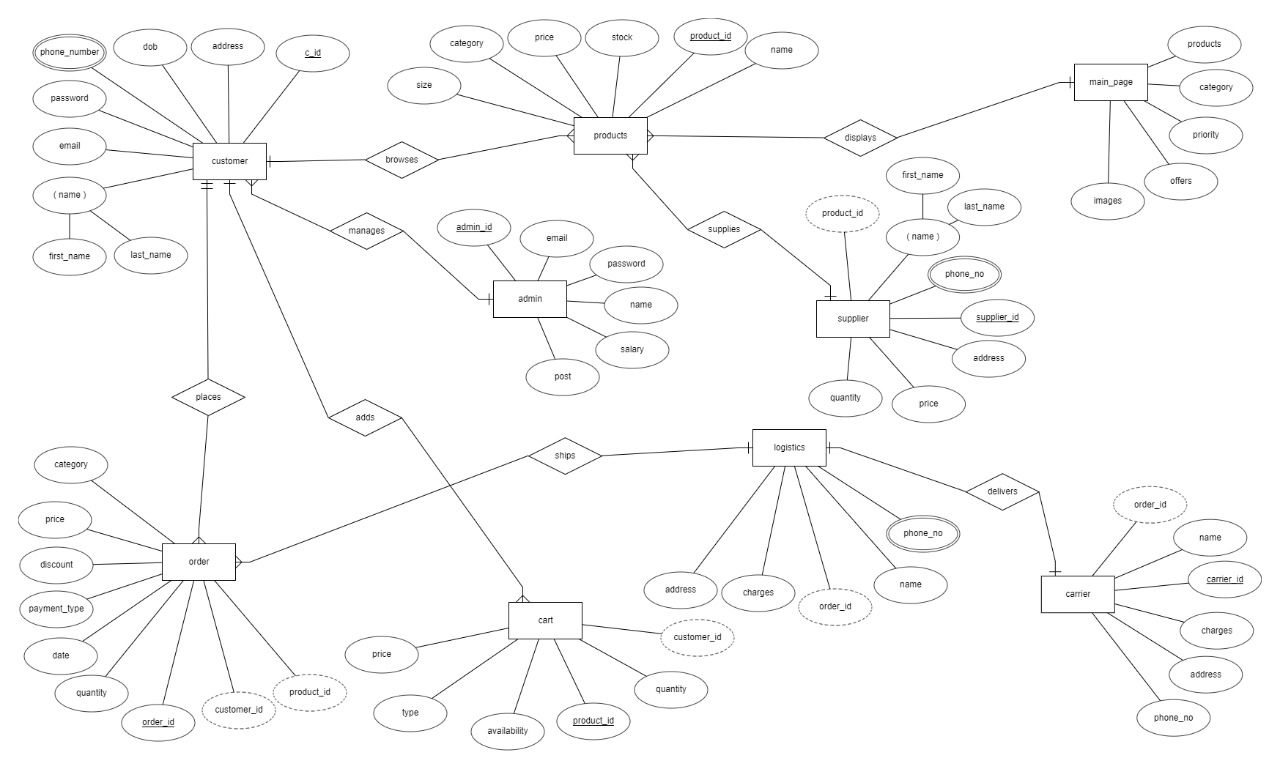 phone_number
dob
address
c_id
password
email
( name )
first_name
last_name
customer
browses
category
price
stock
product_id
name
size
products
displays
main_page
products
category
priority
offers
images
manages
admin_id
email
password
name
salary
post
admin
supplies
product_id
first_name
last_name
( name )
phone_no
supplier_id
address
price
quantity
supplier
places
adds
ships
logistics
address
charges
order_id
name
phone_no
delivers
order_id
name
carrier_id
charges
address
phone_no
carrier
category
price
discount
payment_type
date
quantity
order_id
customer_id
product_id
order
cart
price
type
availability
product_id
quantity
customer_id